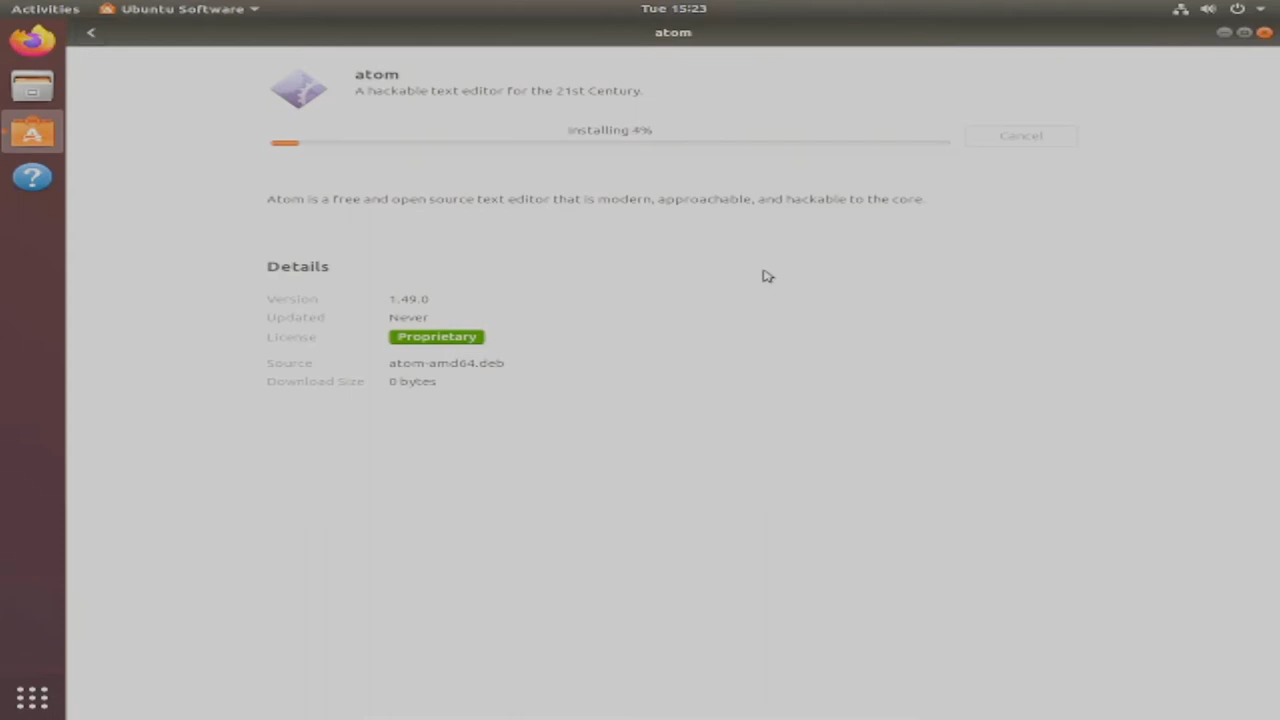 Activities Ubuntu Software Tue 15:23
atom
atom
A hackable text editor for the 21st Century.
Installing 4%
Cancel
Atom is a free and open source text editor that is modern, approachable, and hackable to the core.
Details
Version 1.49.0
Updated Never
License Proprietary
Source atom-amd64.deb
Download Size 0 bytes